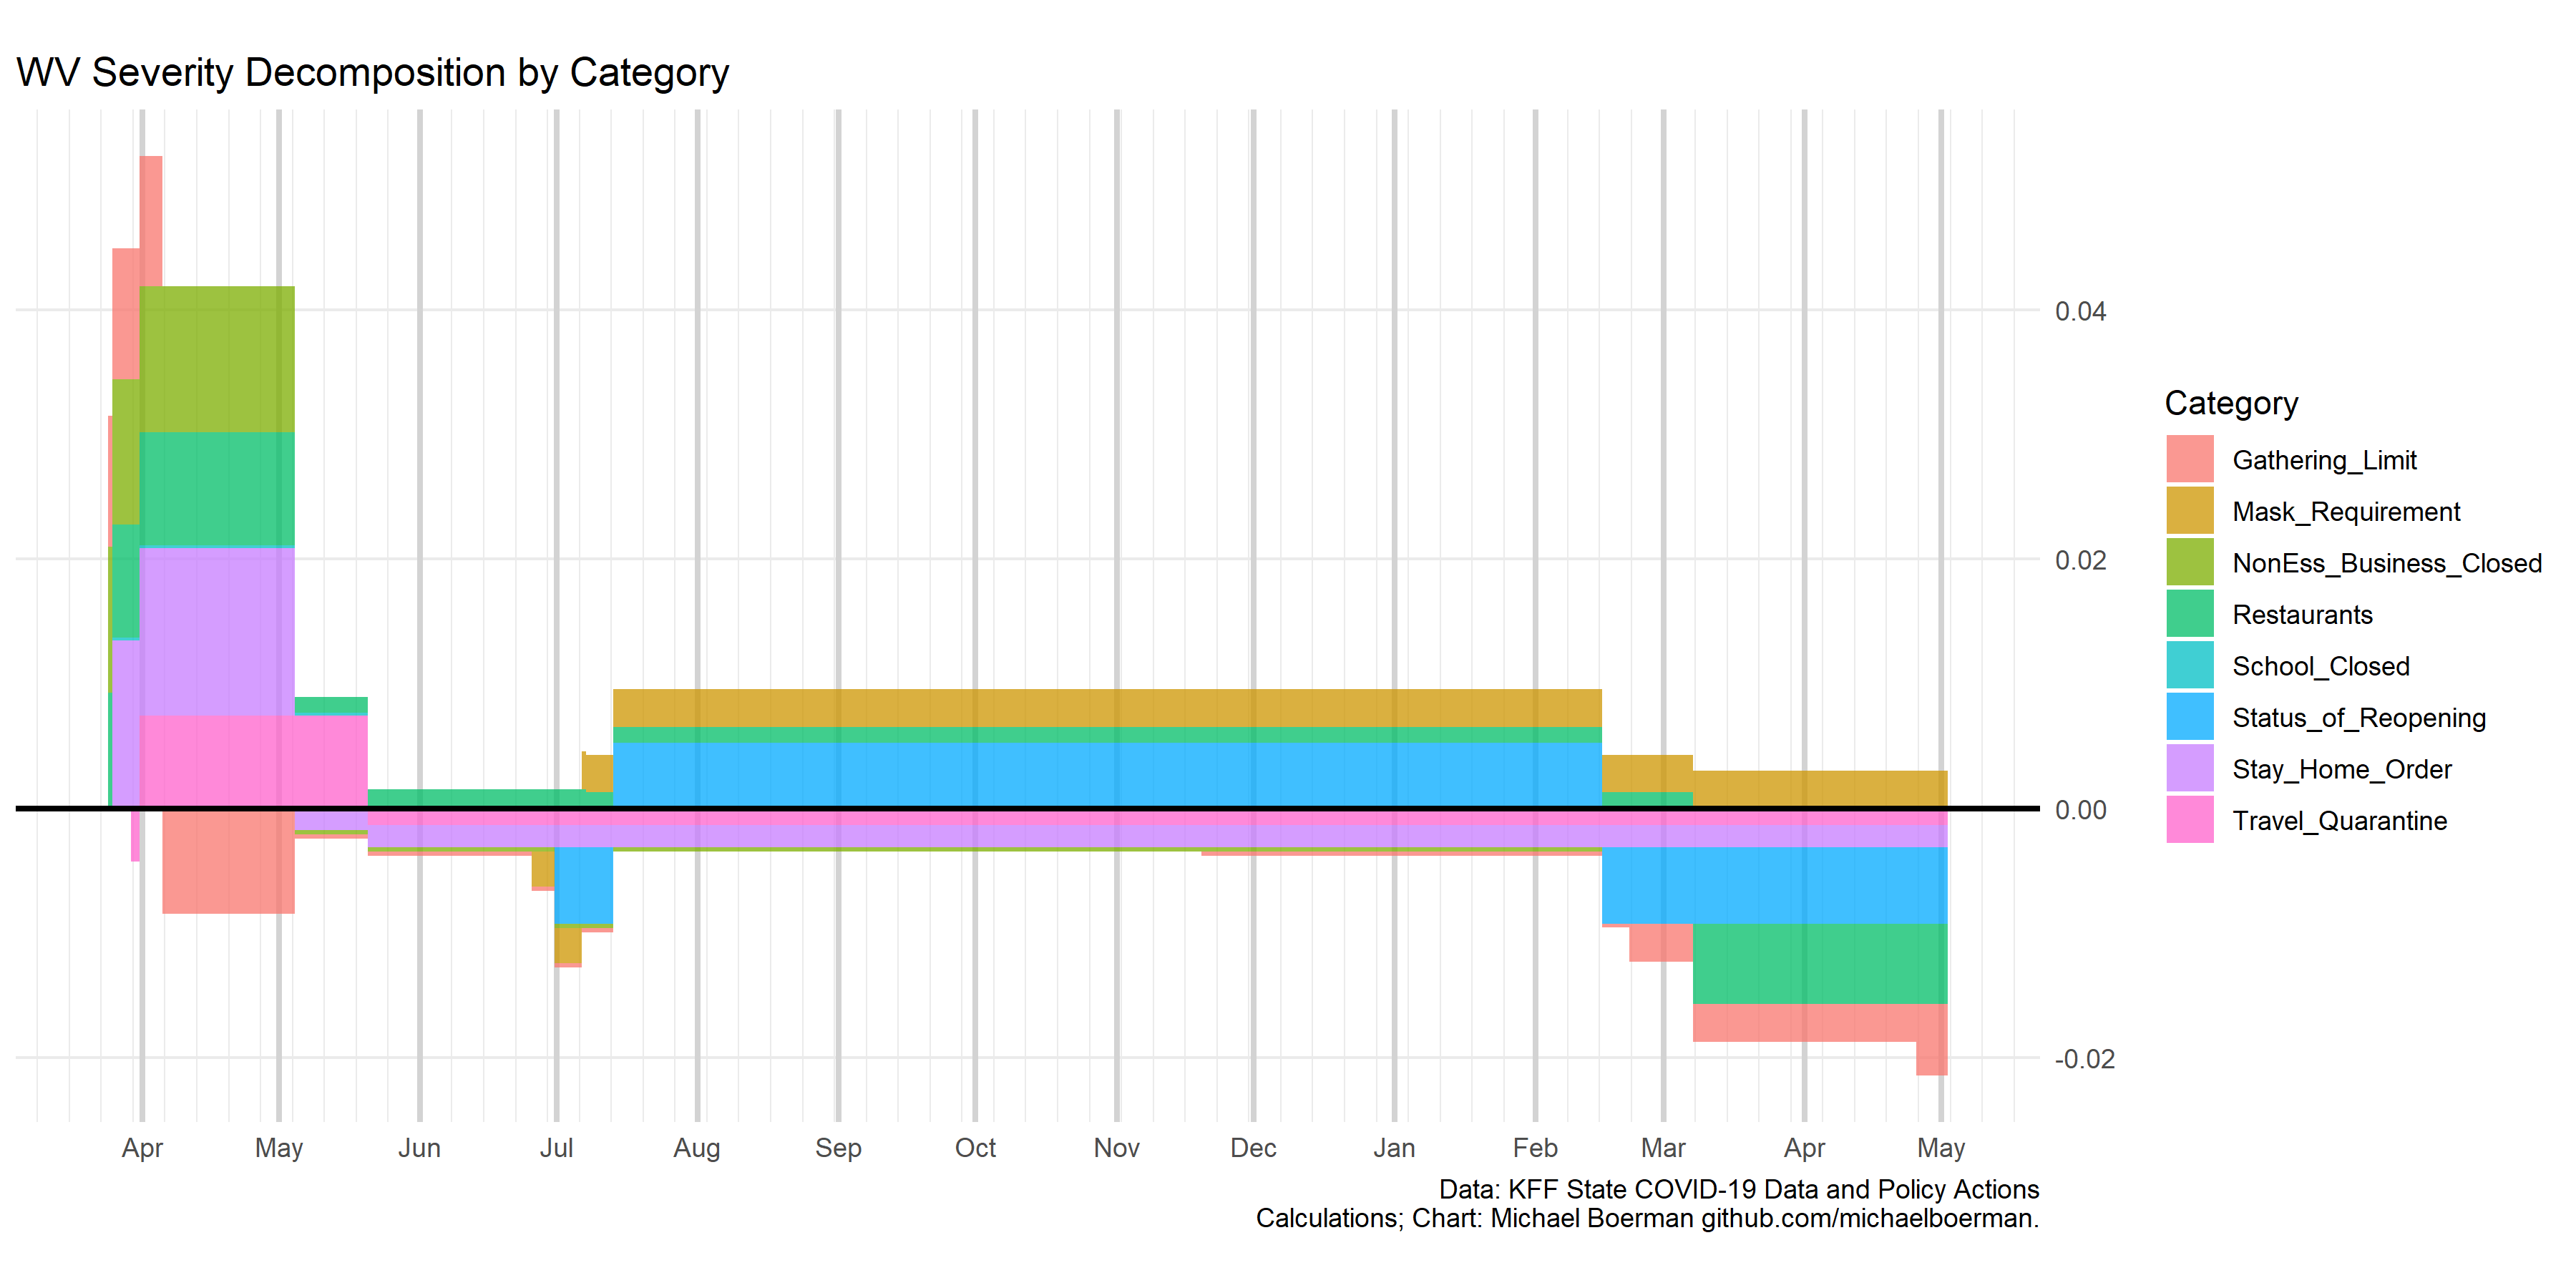 WV Severity Decomposition by Category
0.04
0.02
0.00
-0.02
Category
Gathering_Limit
Mask_Requirement
NonEss_Business_Closed
Restaurants
School_Closed
Status_of_Reopening
Stay_Home_Order
Travel_Quarantine
Apr May Jun Jul Aug Sep Oct Nov Dec Jan Feb Mar Apr May
Data: KFF State COVID-19 Data and Policy Actions
Calculations; Chart: Michael Boerman github.com/michaelboerman.